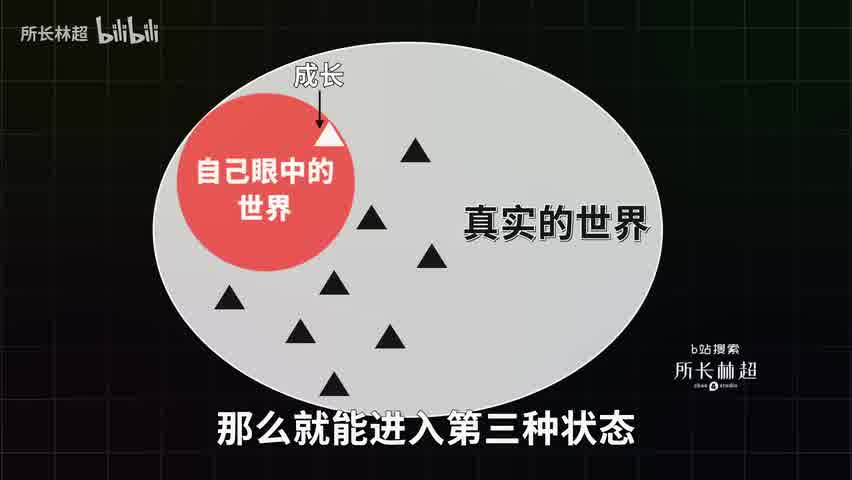 所长林超 bilibili
成长
自己眼中的
世界
真实的世界
b站搜索
所长林超
chao studio
那么就能进入第三种状态